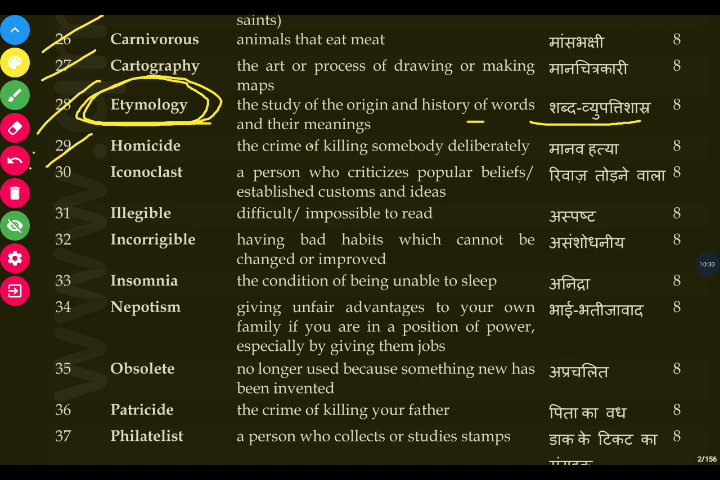 saints)
26 Carnivorous animals that eat meat मांसभक्षी 8
27 Cartography the art or process of drawing or making मानचित्रकारी 8
maps
28 Etymology the study of the origin and history of words शब्द-व्युपत्तिशास्र 8
and their meanings
29 Homicide the crime of killing somebody deliberately मानव हत्या 8
30 Iconoclast a person who criticizes popular beliefs/ रिवाज़ तोड़ने वाला 8
established customs and ideas
31 Illegible difficult/ impossible to read अस्पष्ट 8
32 Incorrigible having bad habits which cannot be असंशोधनीय 8
changed or improved
33 Insomnia the condition of being unable to sleep अनिद्रा 8
34 Nepotism giving unfair advantages to your own भाई-भतीजावाद 8
family if you are in a position of power,
especially by giving them jobs
35 Obsolete no longer used because something new has अप्रचलित 8
been invented
36 Patricide the crime of killing your father पिता का वध 8
37 Philatelist a person who collects or studies stamps डाक के टिकट का 8
10:33
2/156